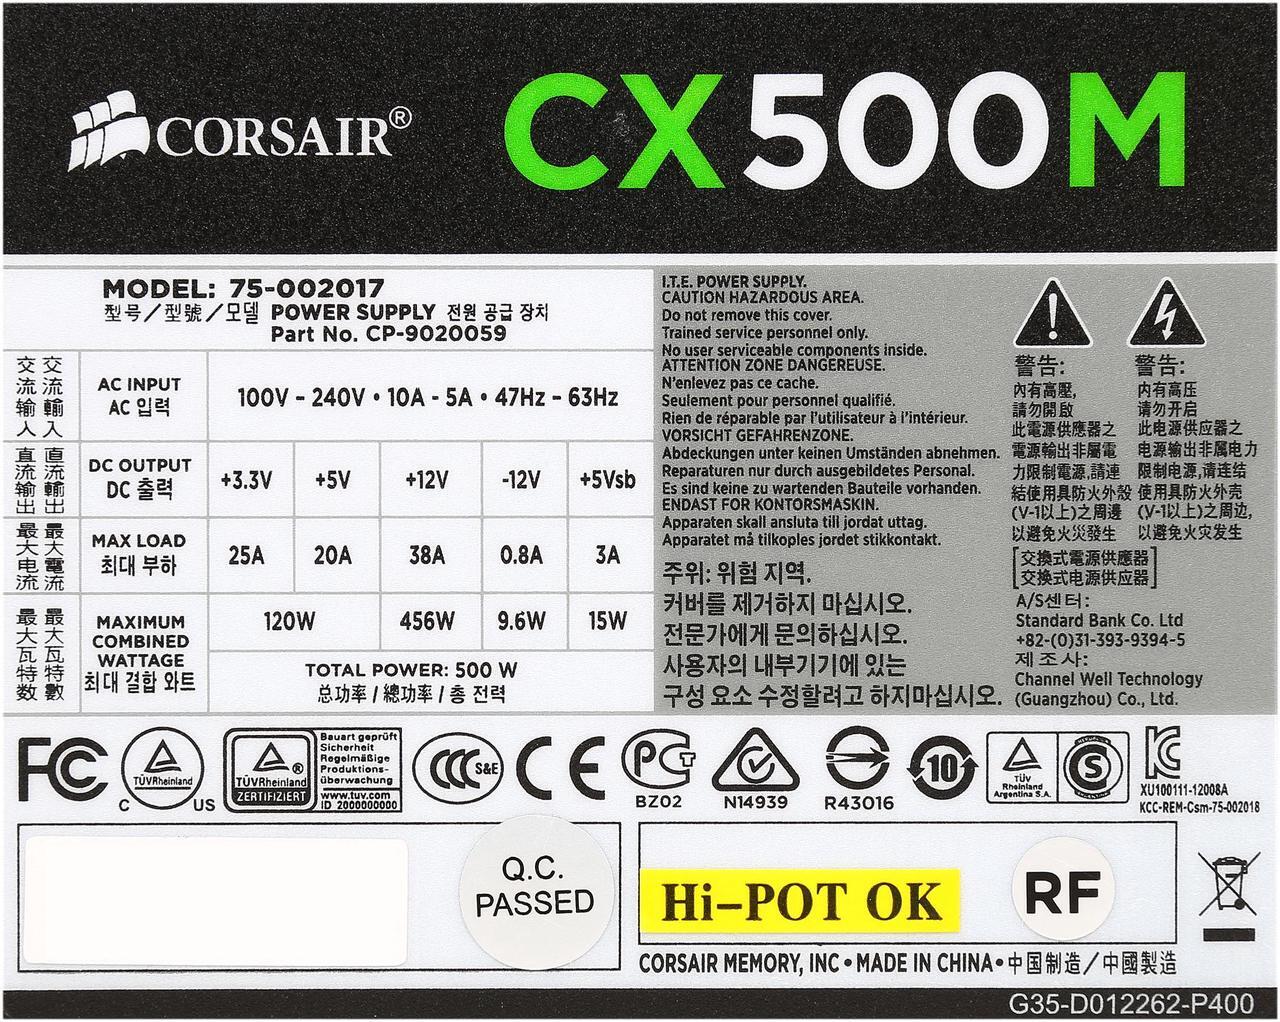 CORSAIR®
CX500M
MODEL: 75-002017
型号/型號/모델 POWER SUPPLY 전원 공급 장치
Part No. CP-9020059
交流输入 交流輸入
AC INPUT
AC 입력
100V - 240V • 10A - 5A • 47Hz - 63Hz
直流输出 直流輸出
DC OUTPUT
DC 출력
+3.3V +5V +12V -12V +5Vsb
最大电流 最大電流
MAX LOAD
최대 부하
25A 20A 38A 0.8A 3A
最大瓦特数 最大瓦特數
MAXIMUM
COMBINED
WATTAGE
최대 결합 와트
120W 456W 9.6W 15W
TOTAL POWER: 500 W
总功率 / 總功率 / 총 전력
I.T.E. POWER SUPPLY.
CAUTION HAZARDOUS AREA.
Do not remove this cover.
Trained service personnel only.
No user serviceable components inside.
ATTENTION ZONE DANGEREUSE.
N'enlevez pas ce cache.
Seulement pour personnel qualifié.
Rien de réparable par l'utilisateur à l'intérieur.
VORSICHT GEFAHRENZONE.
Abdeckungen unter keinen Umständen abnehmen.
Reparaturen nur durch ausgebildetes Personal.
Es sind keine zu wartenden Bauteile vorhanden.
ENDAST FOR KONTORSMASKIN.
Apparaten skall ansluta till jordat uttag.
Apparatet må tilkoples jordet stikkontakt.
주위: 위험 지역.
커버를 제거하지 마십시오.
전문가에게 문의하십시오.
사용자의 내부기기에 있는
구성 요소 수정할려고 하지마십시오.
警告:
內有高壓,
請勿開啟
此電源供應器之
電源輸出非屬電
力限制電源,請連
結使用具防火外殼
(V-1以上)之周邊
以避免火災發生
警告:
内有高压
请勿开启
此电源供应器之
电源输出非属电力
限制电源,请连结
使用具防火外壳
(V-1以上)之周边,
以避免火灾发生
[交換式電源供應器
交换式电源供应器]
A/S센터:
Standard Bank Co. Ltd
+82-(0)31-393-9394-5
제 조 사:
Channel Well Technology
(Guangzhou) Co., Ltd.
FC
TÜVRheinland
C US
TÜVRheinland®
ZERTIFIZIERT
Bauart geprüft
Sicherheit
Regelmäßige
Produktions-
überwachung
www.tuv.com
ID 2000000000
CCC S&E
CE
PCT
BZ02
N14939
R43016
10
TÜV
Rheinland
Argentina S.A.
S
KC
XU100111-12008A
KCC-REM-Csm-75-002018
Q.C.
PASSED
Hi-POT OK
RF
CORSAIR MEMORY, INC • MADE IN CHINA • 中国制造/中國製造
G35-D012262-P400